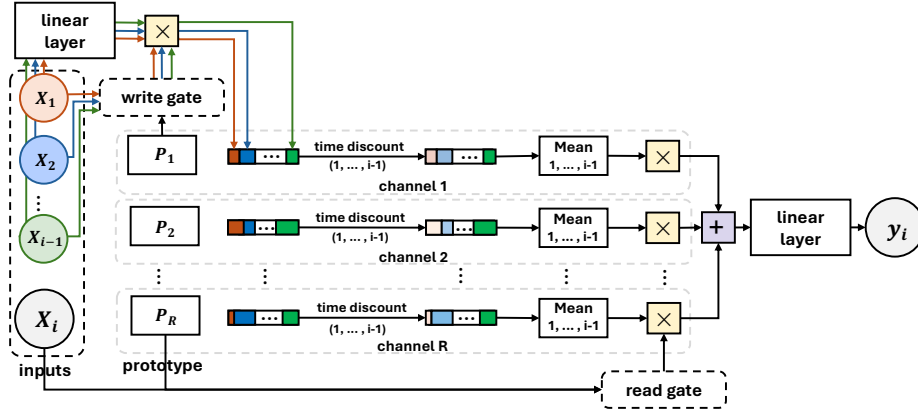 linear
layer
×
X₁
write gate
P₁
X₂
...
time discount
(1, ... , i-1)
...
Mean
1, ... , i-1
×
channel 1
⋮
Xᵢ₋₁
P₂
...
time discount
(1, ... , i-1)
...
Mean
1, ... , i-1
×
+
linear
layer
yᵢ
channel 2
⋮ ⋮ ⋮ ⋮ ⋮
Xᵢ
P_R
...
time discount
(1, ... , i-1)
...
Mean
1, ... , i-1
×
channel R
inputs
prototype
read gate